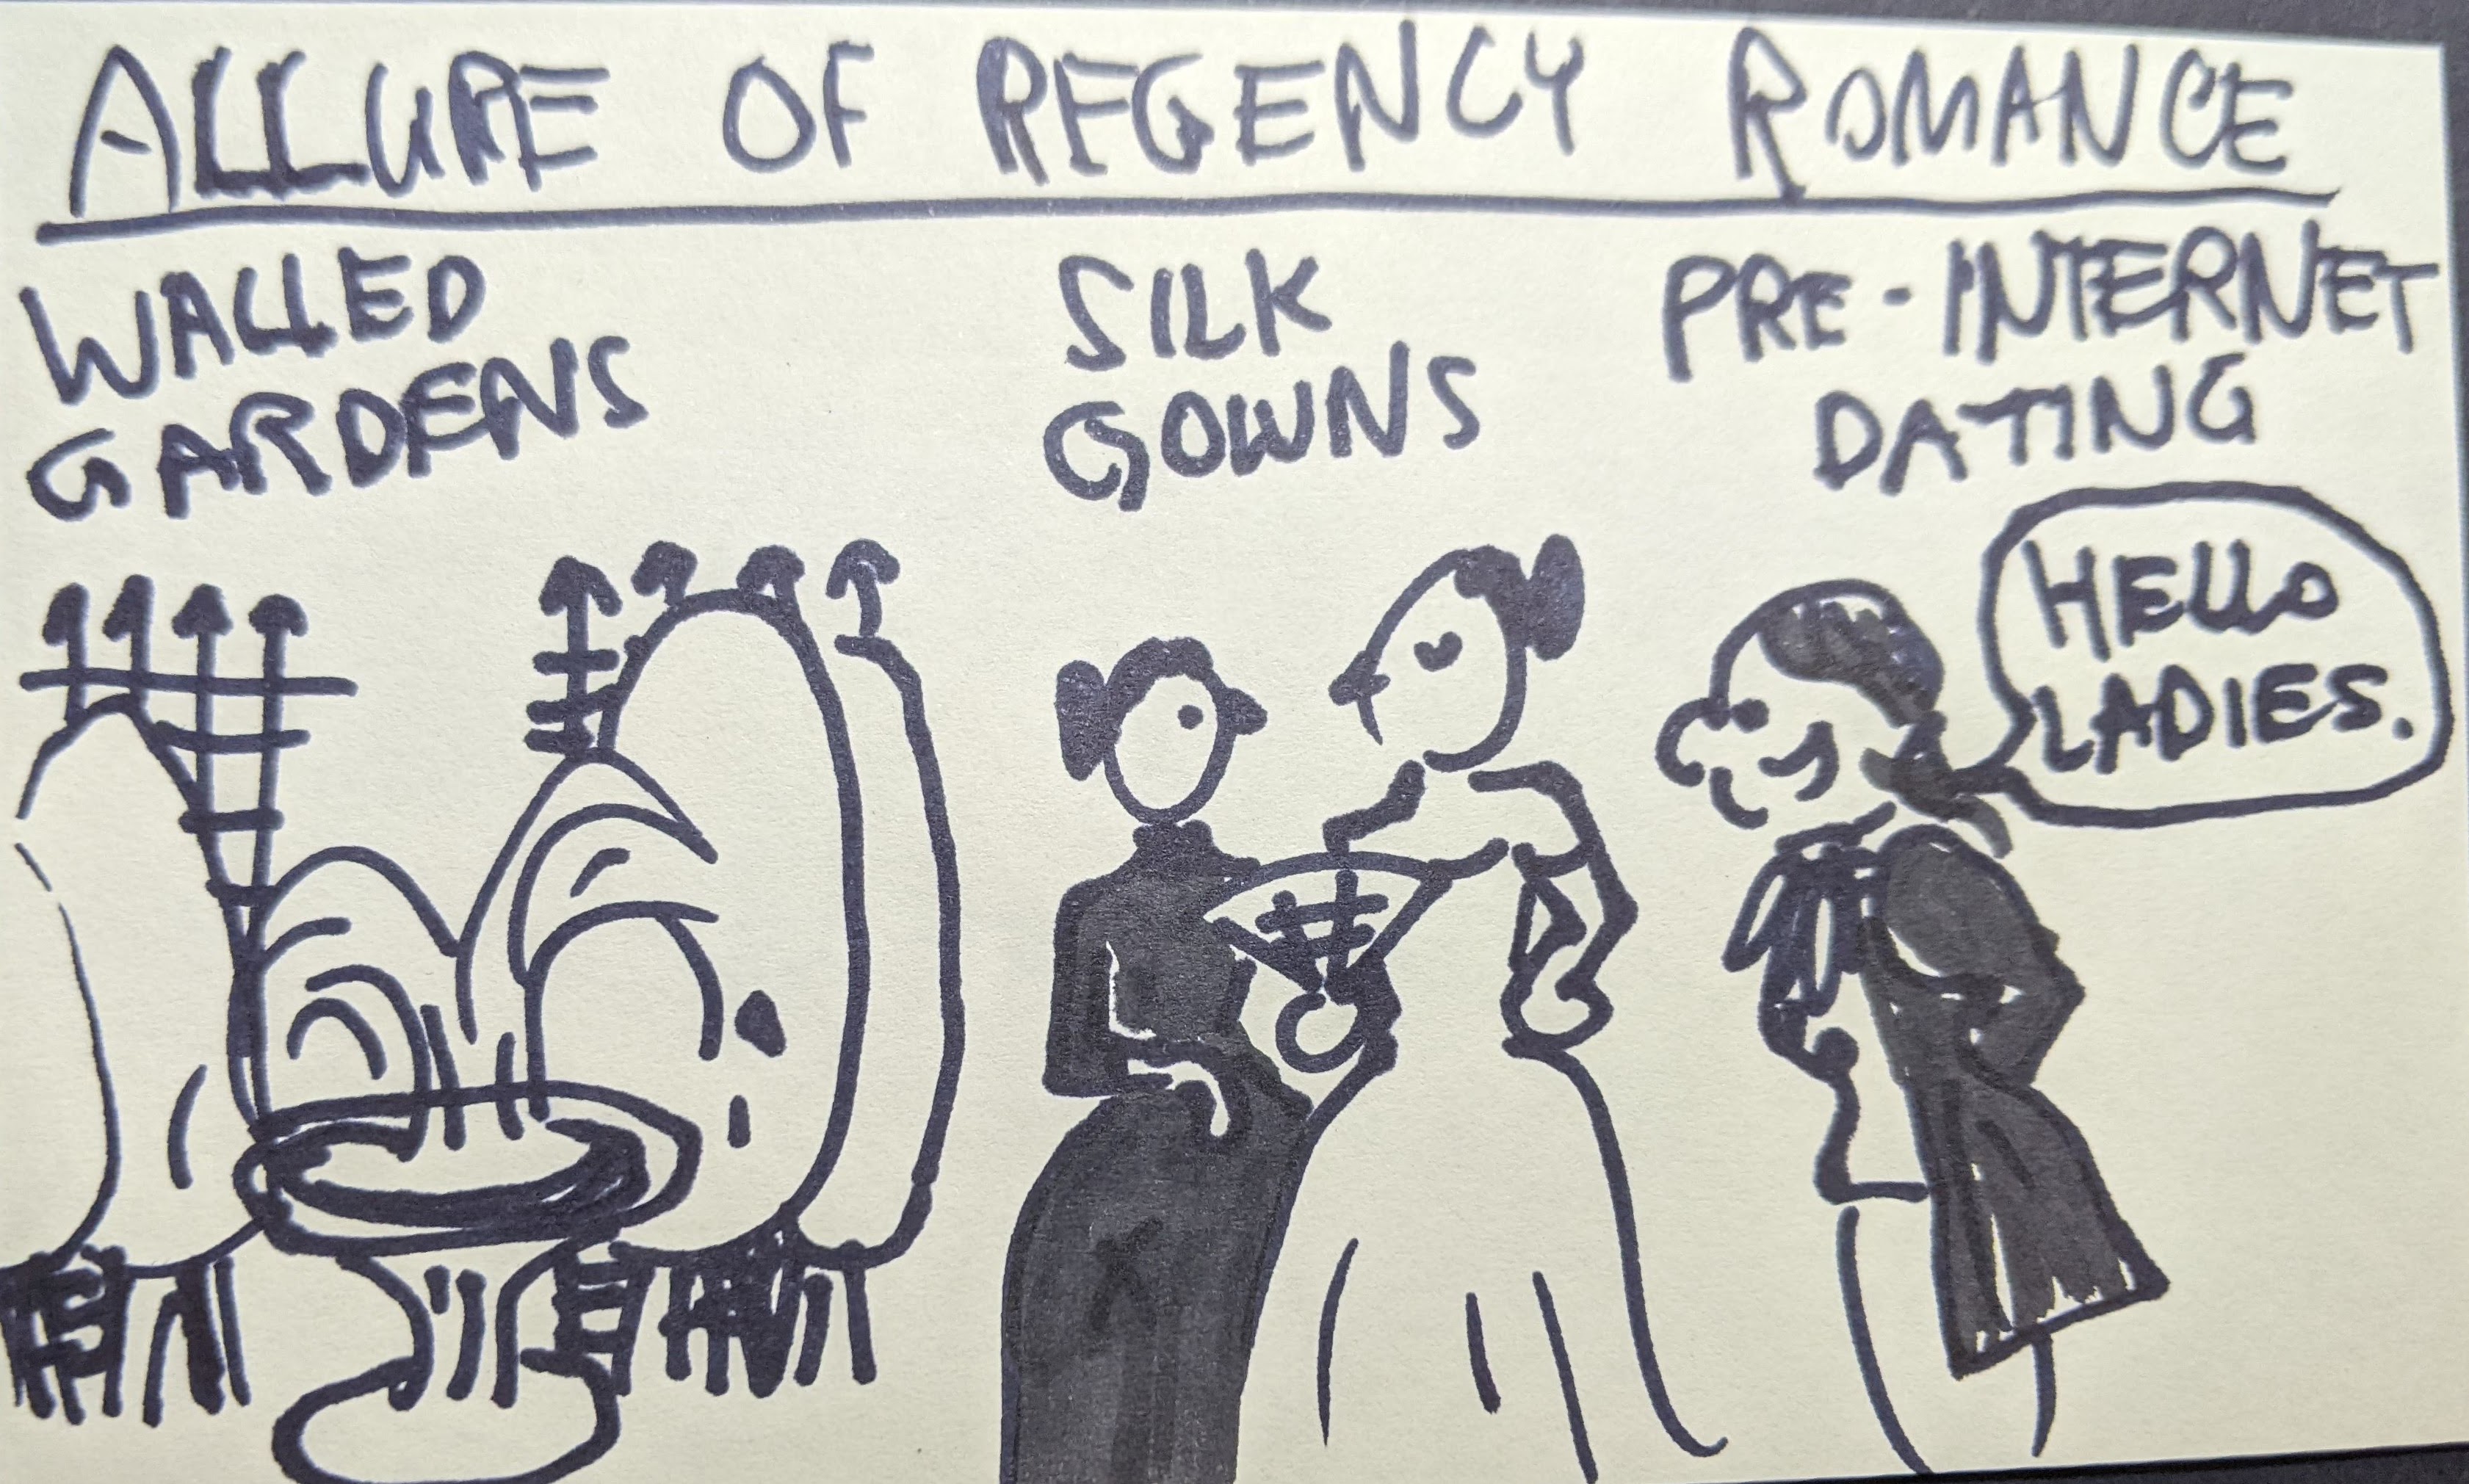 ALLURE OF REGENCY ROMANCE
WALLED
GARDENS
SILK
GOWNS
PRE-INTERNET
DATING
HELLO
LADIES.